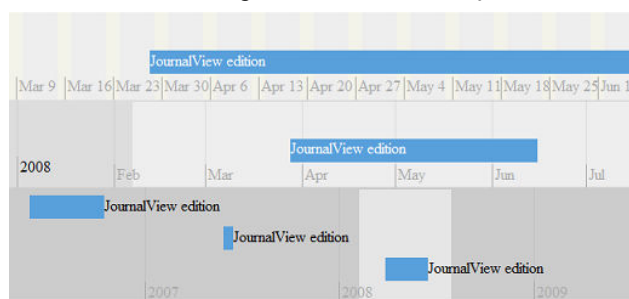 JournalView edition
Mar 9 Mar 16 Mar 23 Mar 30 Apr 6 Apr 13 Apr 20 Apr 27 May 4 May 11 May 18 May 25 Jun 1
JournalView edition
2008 Feb Mar Apr May Jun Jul
JournalView edition
JournalView edition
JournalView edition
2007 2008 2009